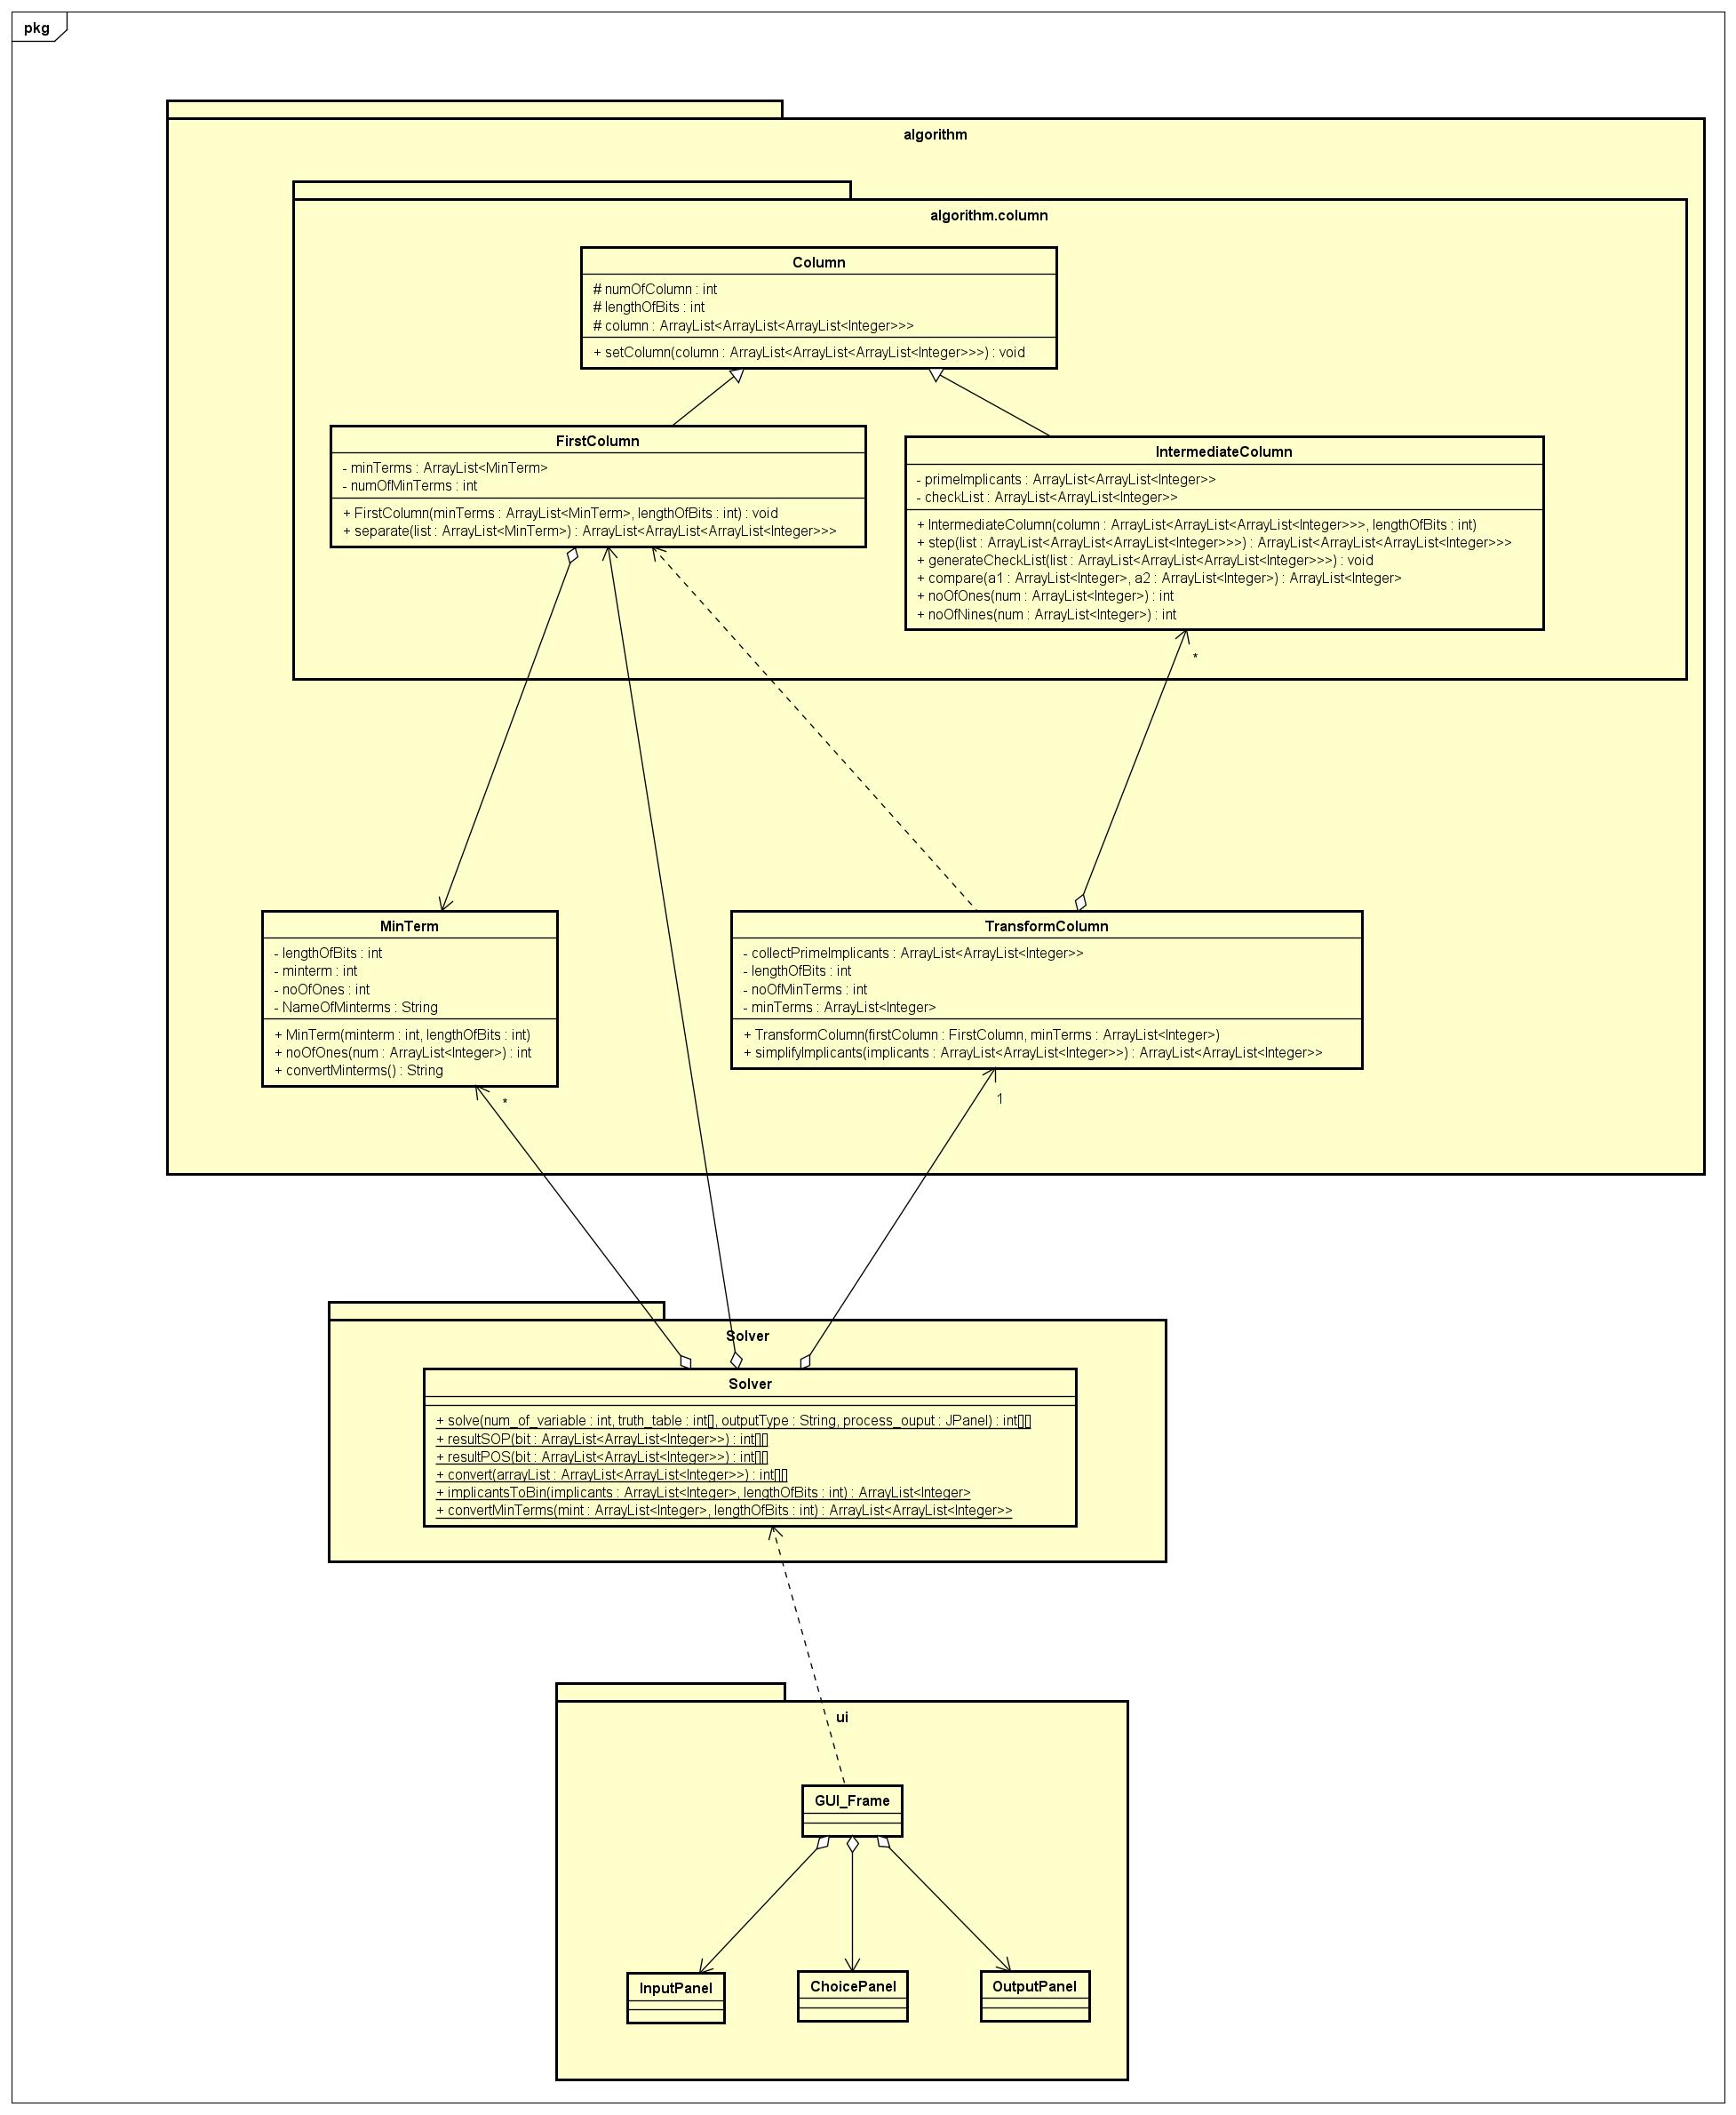 pkg
algorithm
algorithm.column
Column
# numOfColumn : int
# lengthOfBits : int
# column : ArrayList<ArrayList<ArrayList<Integer>>>
+ setColumn(column : ArrayList<ArrayList<ArrayList<Integer>>>) : void
FirstColumn
- minTerms : ArrayList<MinTerm>
- numOfMinTerms : int
+ FirstColumn(minTerms : ArrayList<MinTerm>, lengthOfBits : int) : void
+ separate(list : ArrayList<MinTerm>) : ArrayList<ArrayList<ArrayList<Integer>>>
IntermediateColumn
- primeImplicants : ArrayList<ArrayList<Integer>>
- checkList : ArrayList<ArrayList<Integer>>
+ IntermediateColumn(column : ArrayList<ArrayList<ArrayList<Integer>>>, lengthOfBits : int)
+ step(list : ArrayList<ArrayList<ArrayList<Integer>>>) : ArrayList<ArrayList<ArrayList<Integer>>>
+ generateCheckList(list : ArrayList<ArrayList<ArrayList<Integer>>>) : void
+ compare(a1 : ArrayList<Integer>, a2 : ArrayList<Integer>) : ArrayList<Integer>
+ noOfOnes(num : ArrayList<Integer>) : int
+ noOfNines(num : ArrayList<Integer>) : int
*
MinTerm
- lengthOfBits : int
- minterm : int
- noOfOnes : int
- NameOfMinterms : String
+ MinTerm(minterm : int, lengthOfBits : int)
+ noOfOnes(num : ArrayList<Integer>) : int
+ convertMinterms() : String
*
TransformColumn
- collectPrimeImplicants : ArrayList<ArrayList<Integer>>
- lengthOfBits : int
- noOfMinTerms : int
- minTerms : ArrayList<Integer>
+ TransformColumn(firstColumn : FirstColumn, minTerms : ArrayList<Integer>)
+ simplifyImplicants(implicants : ArrayList<ArrayList<Integer>>) : ArrayList<ArrayList<Integer>>
1
Solver
Solver
+ solve(num_of_variable : int, truth_table : int[], outputType : String, process_ouput : JPanel) : int[][]
+ resultSOP(bit : ArrayList<ArrayList<Integer>>) : int[][]
+ resultPOS(bit : ArrayList<ArrayList<Integer>>) : int[][]
+ convert(arrayList : ArrayList<ArrayList<Integer>>) : int[][]
+ implicantsToBin(implicants : ArrayList<Integer>, lengthOfBits : int) : ArrayList<Integer>
+ convertMinTerms(mint : ArrayList<Integer>, lengthOfBits : int) : ArrayList<ArrayList<Integer>>
ui
GUI_Frame
InputPanel
ChoicePanel
OutputPanel